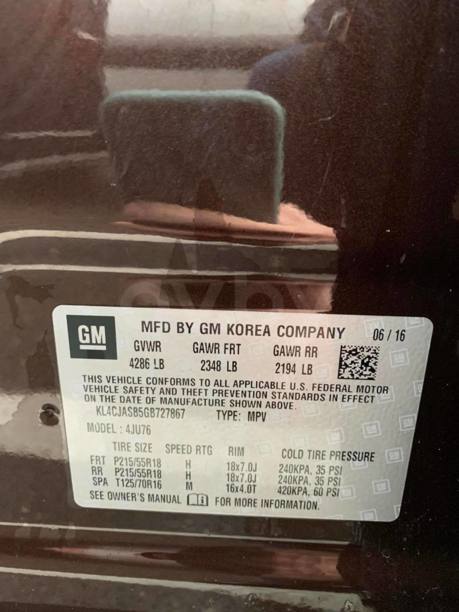 GM
MFD BY GM KOREA COMPANY 06 / 16
GVWR GAWR FRT GAWR RR
4286 LB 2348 LB 2194 LB
THIS VEHICLE CONFORMS TO ALL APPLICABLE U.S. FEDERAL MOTOR
VEHICLE SAFETY AND THEFT PREVENTION STANDARDS IN EFFECT
ON THE DATE OF MANUFACTURE SHOWN ABOVE.
KL4CJASB5GB727867 TYPE: MPV
MODEL : 4JU76
TIRE SIZE SPEED RTG RIM COLD TIRE PRESSURE
FRT P215/55R18 H 18x7.0J 240KPA, 35 PSI
RR P215/55R18 H 18x7.0J 240KPA, 35 PSI
SPA T125/70R16 M 16x4.0T 420KPA, 60 PSI
SEE OWNER'S MANUAL FOR MORE INFORMATION.